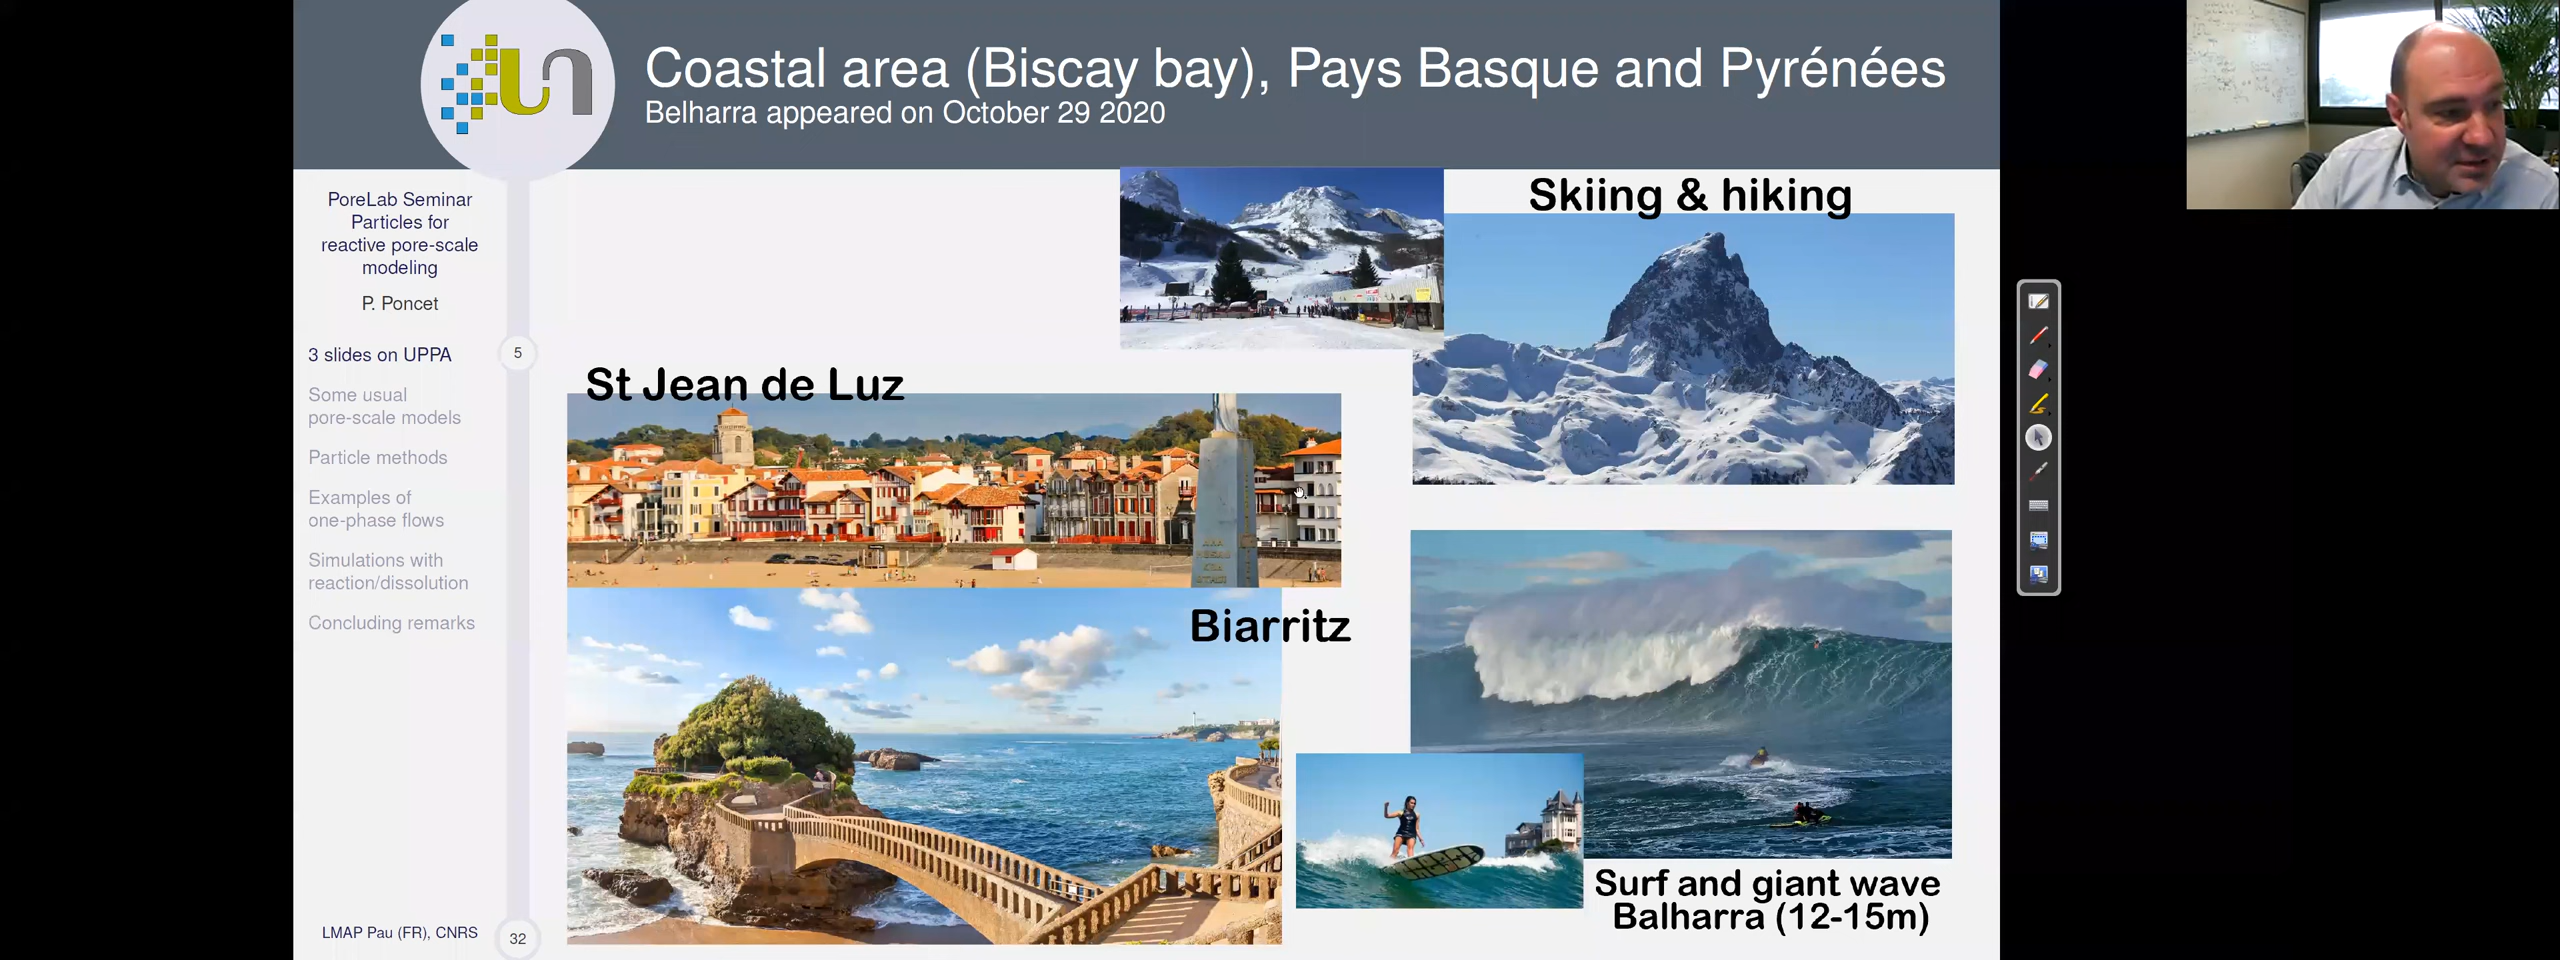 Coastal area (Biscay bay), Pays Basque and Pyrénées
Belharra appeared on October 29 2020
PoreLab Seminar
Particles for
reactive pore-scale
modeling
P. Poncet
3 slides on UPPA
5
Some usual
pore-scale models
Particle methods
Examples of
one-phase flows
Simulations with
reaction/dissolution
Concluding remarks
LMAP Pau (FR), CNRS
32
Skiing & hiking
St Jean de Luz
Biarritz
Surf and giant wave
Balharra (12-15m)